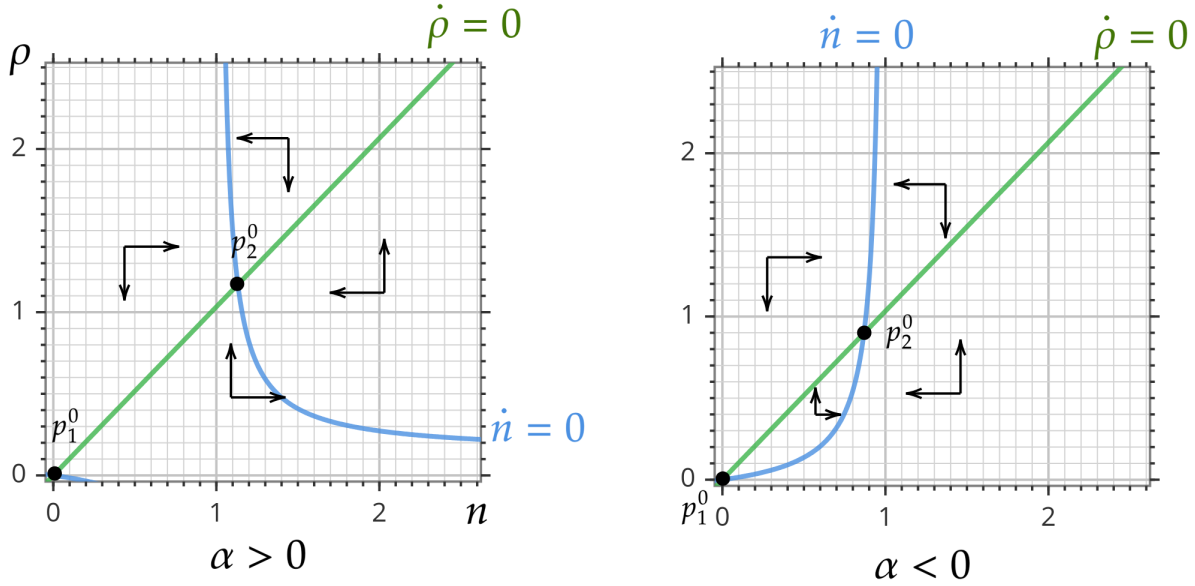 ρ̇ = 0
ρ
2
1
0
p₂⁰
p₁⁰
ṅ = 0
0 1 2 n
α > 0
ṅ = 0 ρ̇ = 0
2
1
0
p₂⁰
p₁⁰ 0 1 2
α < 0